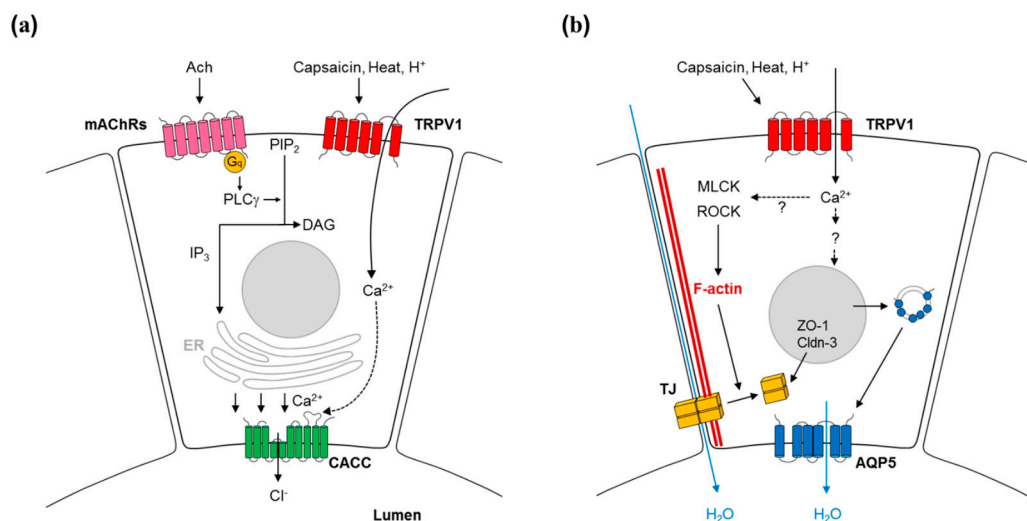 (a)
Ach
Capsaicin, Heat, H⁺
mAChRs
TRPV1
Gq
PIP₂
PLCγ
DAG
IP₃
Ca²⁺
ER
Ca²⁺
CACC
Cl⁻
Lumen
(b)
Capsaicin, Heat, H⁺
TRPV1
MLCK
ROCK
?
Ca²⁺
?
F-actin
ZO-1
Cldn-3
TJ
AQP5
H₂O
H₂O